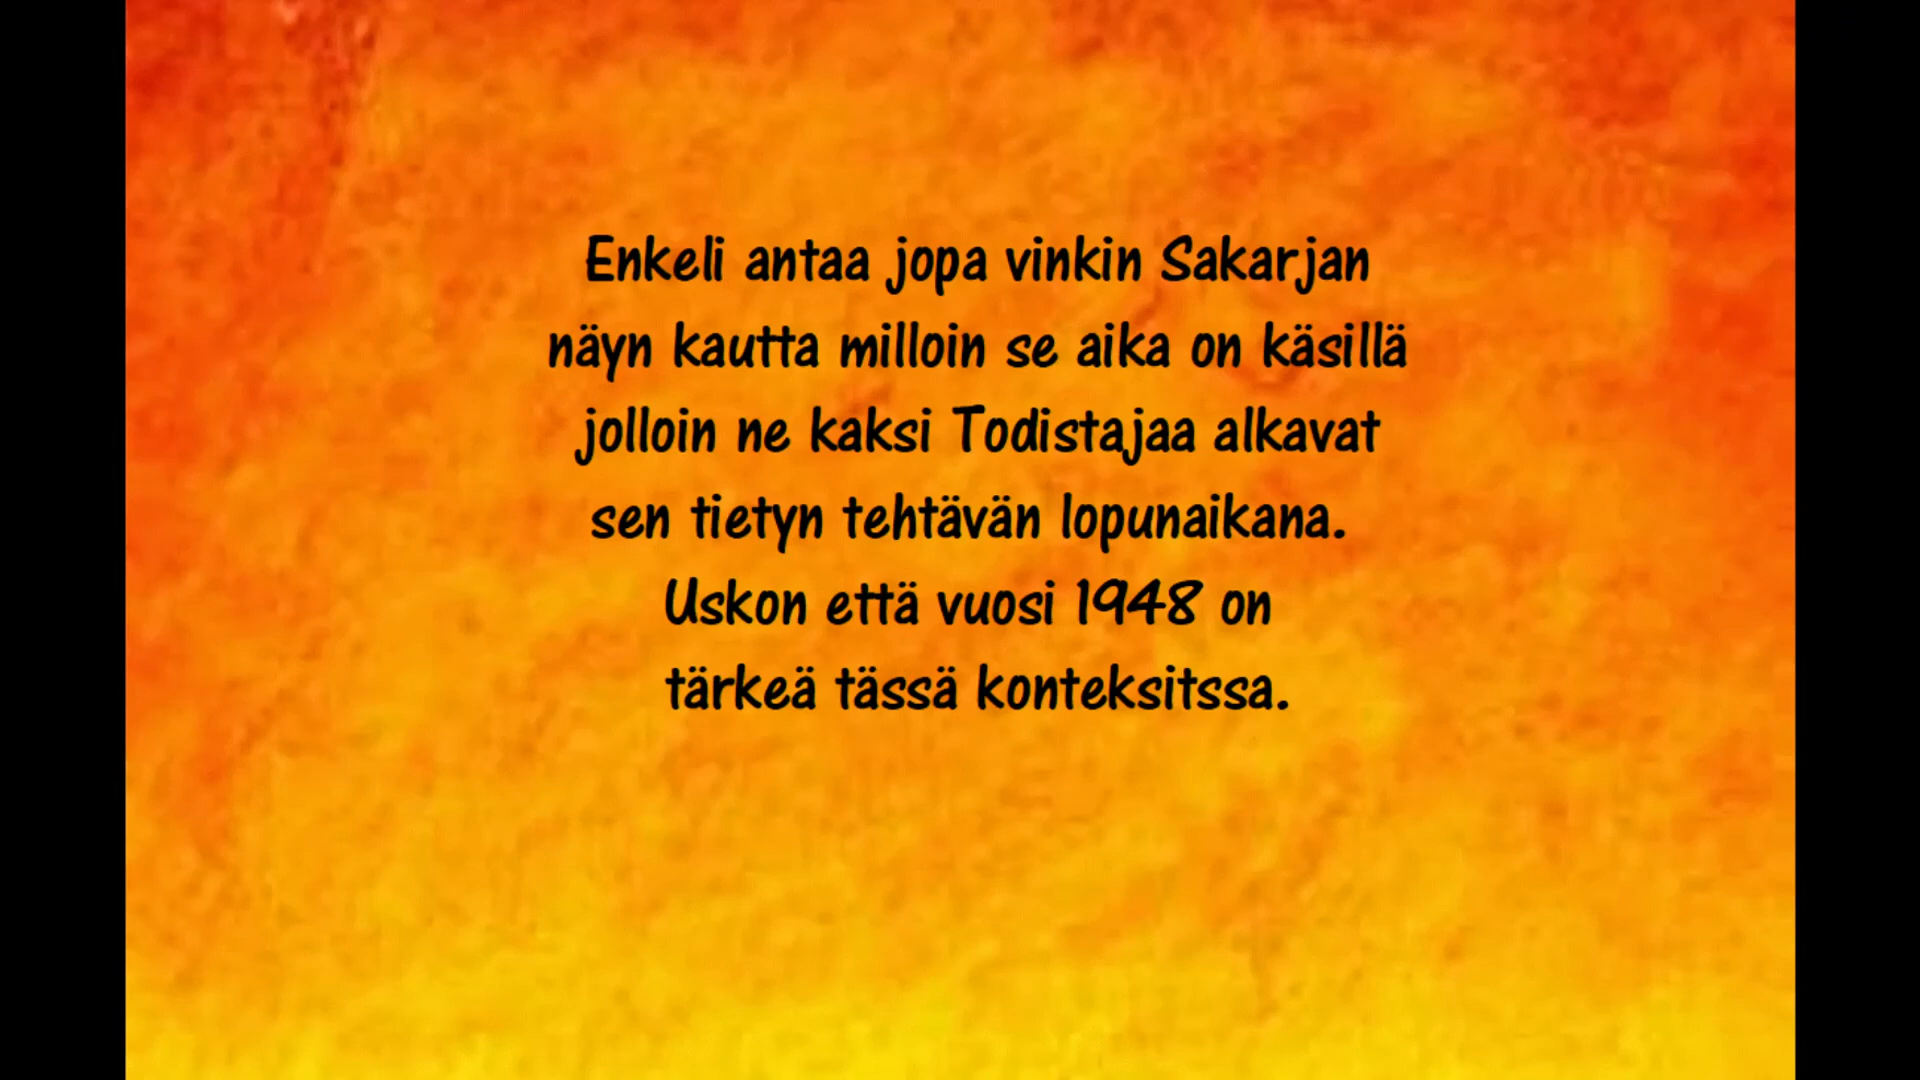 Enkeli antaa jopa vinkin Sakarjan
näyn kautta milloin se aika on käsillä
jolloin ne kaksi Todistajaa alkavat
sen tietyn tehtävän lopunaikana.
Uskon että vuosi 1948 on
tärkeä tässä konteksitssa.